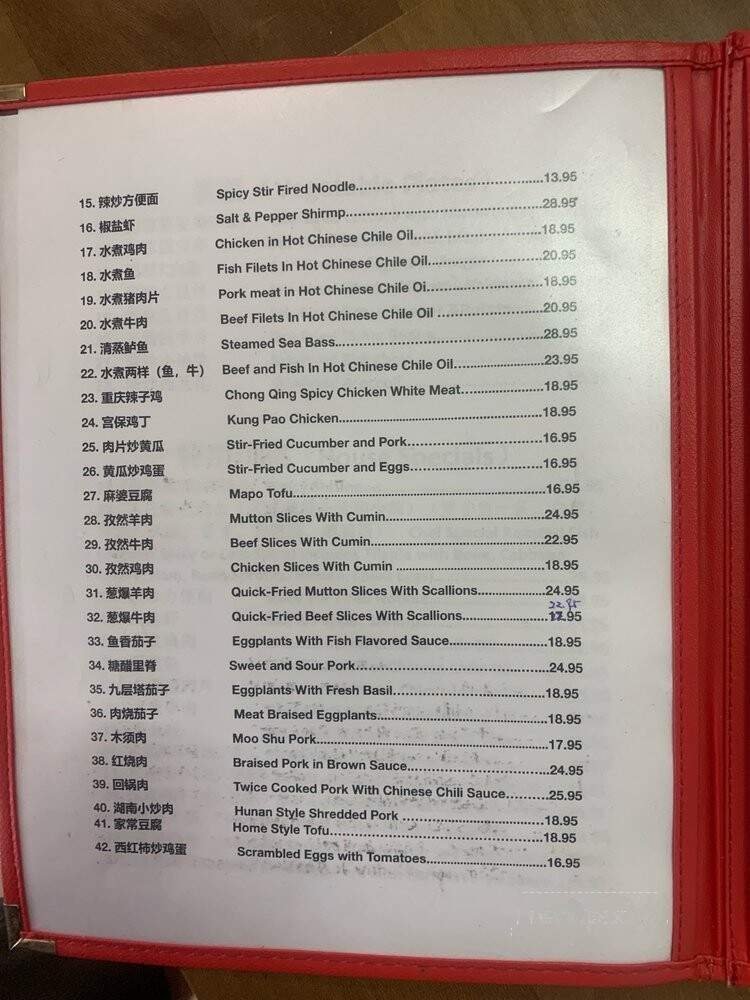 15. 辣炒方便面 Spicy Stir Fired Noodle..........13.95
16. 椒盐虾 Salt & Pepper Shirmp..........28.95
17. 水煮鸡肉 Chicken in Hot Chinese Chile Oil..........18.95
18. 水煮鱼 Fish Filets In Hot Chinese Chile Oil..........20.95
19. 水煮猪肉片 Pork meat in Hot Chinese Chile Oi..........18.95
20. 水煮牛肉 Beef Filets In Hot Chinese Chile Oil ..........20.95
21. 清蒸鲈鱼 Steamed Sea Bass..........28.95
22. 水煮两样（鱼，牛） Beef and Fish In Hot Chinese Chile Oil..........23.95
23. 重庆辣子鸡 Chong Qing Spicy Chicken White Meat..........18.95
24. 宫保鸡丁 Kung Pao Chicken..........18.95
25. 肉片炒黄瓜 Stir-Fried Cucumber and Pork..........16.95
26. 黄瓜炒鸡蛋 Stir-Fried Cucumber and Eggs..........16.95
27. 麻婆豆腐 Mapo Tofu..........16.95
28. 孜然羊肉 Mutton Slices With Cumin..........24.95
29. 孜然牛肉 Beef Slices With Cumin..........22.95
30. 孜然鸡肉 Chicken Slices With Cumin ..........18.95
31. 葱爆羊肉 Quick-Fried Mutton Slices With Scallions..........24.95
22.95
32. 葱爆牛肉 Quick-Fried Beef Slices With Scallions..........95
33. 鱼香茄子 Eggplants With Fish Flavored Sauce..........18.95
34. 糖醋里脊 Sweet and Sour Pork..........24.95
35. 九层塔茄子 Eggplants With Fresh Basil..........18.95
36. 肉烧茄子 Meat Braised Eggplants..........18.95
37. 木须肉 Moo Shu Pork..........17.95
38. 红烧肉 Braised Pork in Brown Sauce..........24.95
39. 回锅肉 Twice Cooked Pork With Chinese Chili Sauce..........25.95
40. 湖南小炒肉 Hunan Style Shredded Pork ..........18.95
41. 家常豆腐 Home Style Tofu..........18.95
42. 西红柿炒鸡蛋 Scrambled Eggs with Tomatoes..........16.95